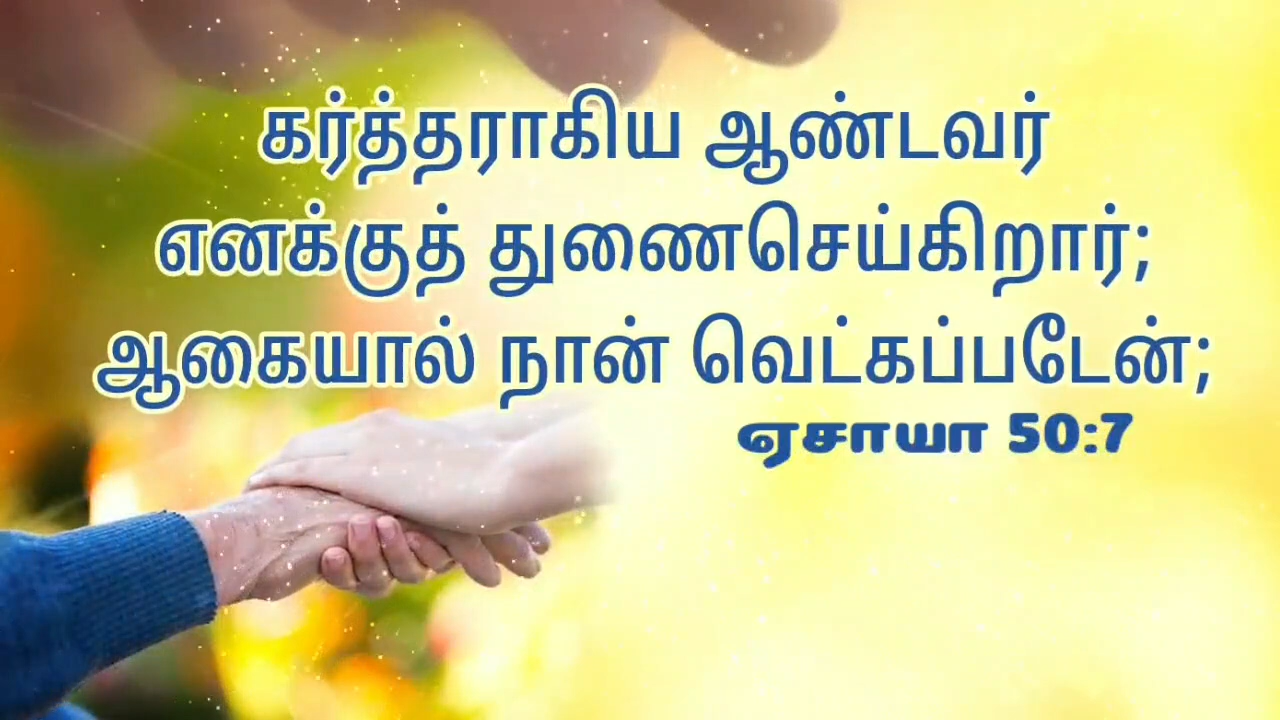 கர்த்தராகிய ஆண்டவர்
எனக்குத் துணைசெய்கிறார்;
ஆகையால் நான் வெட்கப்படேன்;
ஏசாயா 50:7